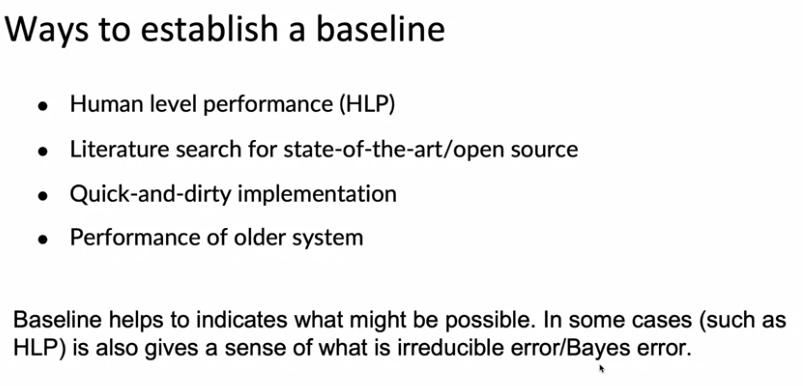 Ways to establish a baseline
• Human level performance (HLP)
• Literature search for state-of-the-art/open source
• Quick-and-dirty implementation
• Performance of older system
Baseline helps to indicates what might be possible. In some cases (such as
HLP) is also gives a sense of what is irreducible error/Bayes error.